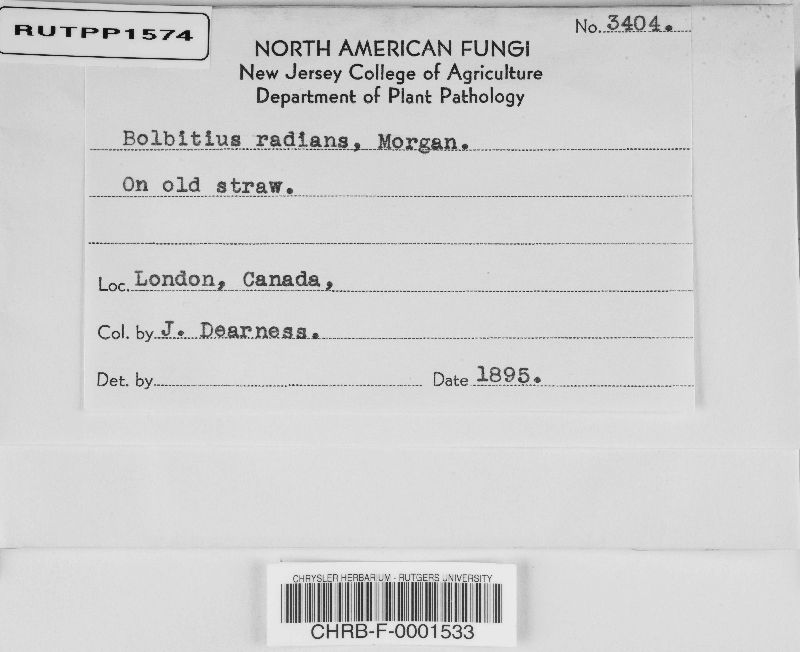 RUTPP1574
No. 3404.
NORTH AMERICAN FUNGI
New Jersey College of Agriculture
Department of Plant Pathology
Bolbitius radians, Morgan.
On old straw.
Loc. London, Canada,
Col. by J. Dearness.
Det. by
Date 1895.
CHRYSLER HERBARIUM - RUTGERS UNIVERSITY
CHRB-F-0001533